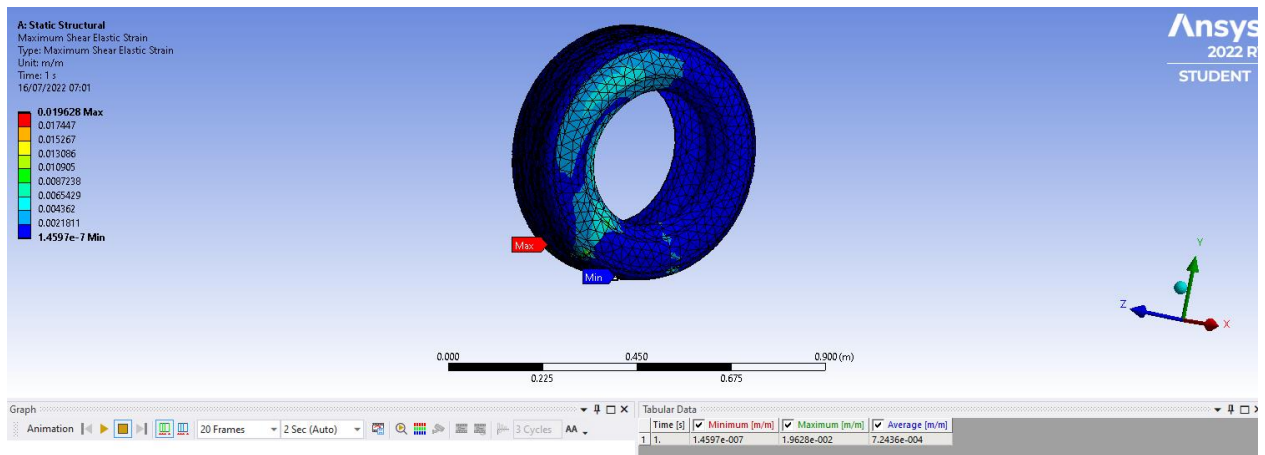 A: Static Structural
Maximum Shear Elastic Strain
Type: Maximum Shear Elastic Strain
Unit: m/m
Time: 1 s
16/07/2022 07:01
0.019628 Max
0.017447
0.015267
0.013086
0.010905
0.0087238
0.0065429
0.004362
0.0021811
1.4597e-7 Min
Ansys
2022 R
STUDENT
Max
Min
Y
Z
X
0.000 0.450 0.900 (m)
0.225 0.675
Graph
Animation 20 Frames 2 Sec (Auto) 3 Cycles AA
Tabular Data
Time [s] Minimum [m/m] Maximum [m/m] Average [m/m]
1 1. 1.4597e-007 1.9628e-002 7.2436e-004